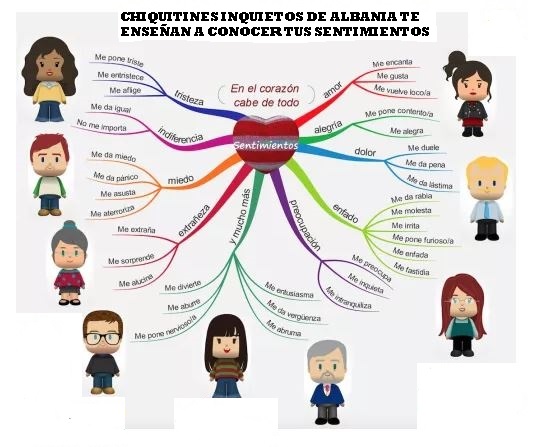 CHIQUITINES INQUIETOS DE ALBANIA TE
ENSEÑAN A CONOCER TUS SENTIMIENTOS
En el corazón
cabe de todo
Sentimientos
amor
Me encanta
Me gusta
Me vuelve loco/a
alegría
Me pone contento/a
Me alegra
dolor
Me duele
Me da pena
Me da lástima
enfado
Me da rabia
Me molesta
Me irrita
Me pone furioso/a
Me enfada
Me fastidia
preocupación
Me preocupa
Me inquieta
Me intranquiliza
y mucho más
Me entusiasma
Me da vergüenza
Me abruma
Me divierte
Me aburre
Me pone nervioso/a
extrañeza
Me extraña
Me sorprende
Me alucina
miedo
Me da miedo
Me da pánico
Me asusta
Me aterroriza
indiferencia
Me da igual
No me importa
tristeza
Me pone triste
Me entristece
Me aflige